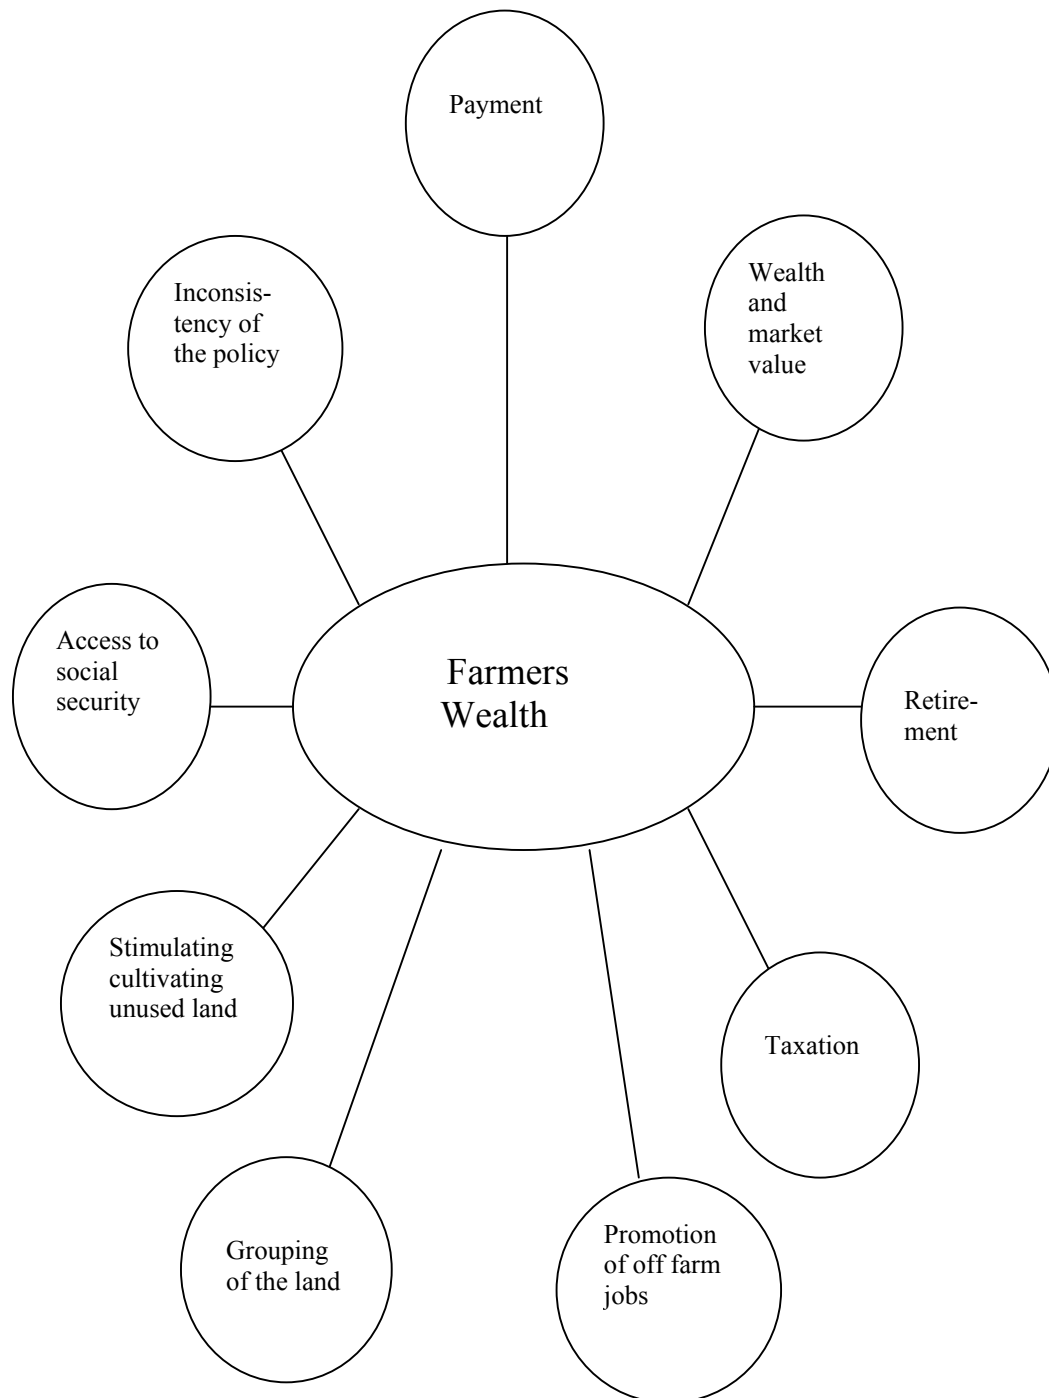 Payment
Wealth
and
market
value
Inconsis-
tency of
the policy
Access to
social
security
Farmers
Wealth
Retire-
ment
Stimulating
cultivating
unused land
Taxation
Grouping
of the land
Promotion
of off farm
jobs